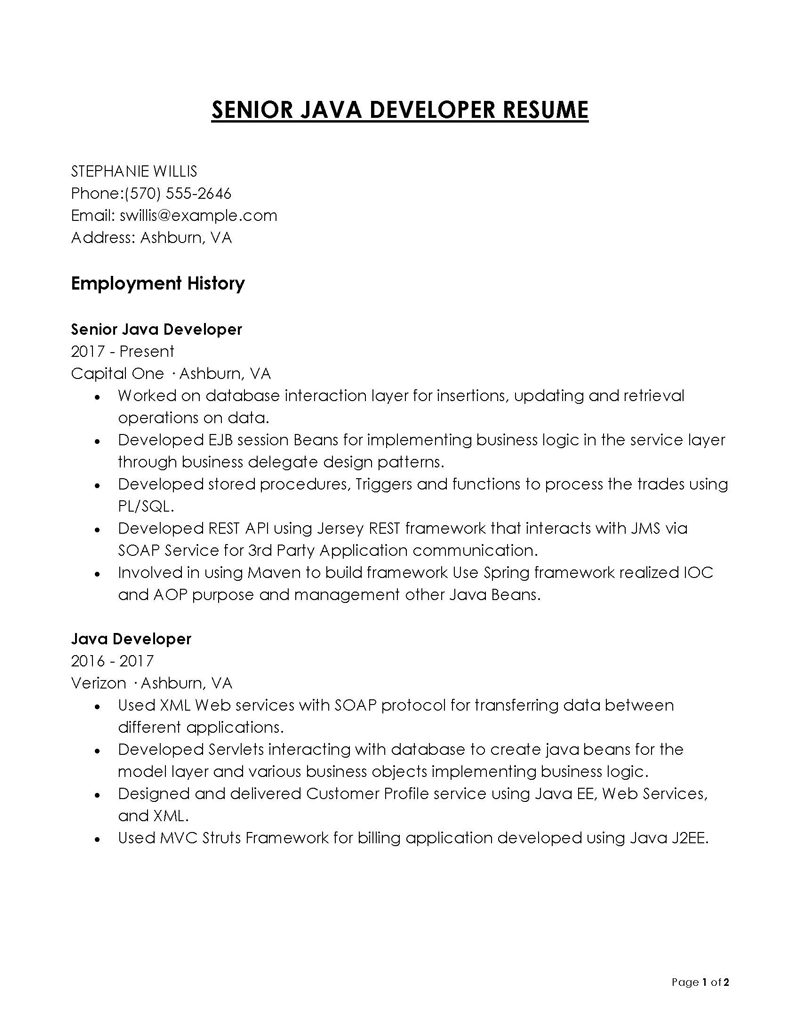 SENIOR JAVA DEVELOPER RESUME
STEPHANIE WILLIS
Phone:(570) 555-2646
Email: swillis@example.com
Address: Ashburn, VA
Employment History
Senior Java Developer
2017 - Present
Capital One · Ashburn, VA
• Worked on database interaction layer for insertions, updating and retrieval
operations on data.
• Developed EJB session Beans for implementing business logic in the service layer
through business delegate design patterns.
• Developed stored procedures, Triggers and functions to process the trades using
PL/SQL.
• Developed REST API using Jersey REST framework that interacts with JMS via
SOAP Service for 3rd Party Application communication.
• Involved in using Maven to build framework Use Spring framework realized IOC
and AOP purpose and management other Java Beans.
Java Developer
2016 - 2017
Verizon · Ashburn, VA
• Used XML Web services with SOAP protocol for transferring data between
different applications.
• Developed Servlets interacting with database to create java beans for the
model layer and various business objects implementing business logic.
• Designed and delivered Customer Profile service using Java EE, Web Services,
and XML.
• Used MVC Struts Framework for billing application developed using Java J2EE.
Page 1 of 2